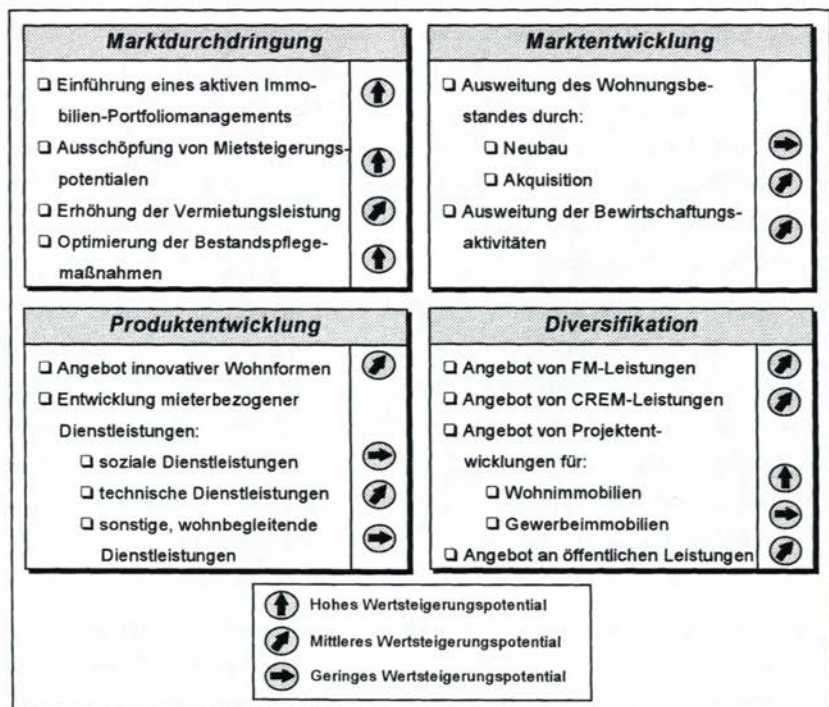 Marktdurchdringung
❑ Einführung eines aktiven Immo-
bilien-Portfoliomanagements
❑ Ausschöpfung von Mietsteigerungs-
potentialen
❑ Erhöhung der Vermietungsleistung
❑ Optimierung der Bestandspflege-
maßnahmen
Marktentwicklung
❑ Ausweitung des Wohnungsbe-
standes durch:
❑ Neubau
❑ Akquisition
❑ Ausweitung der Bewirtschaftungs-
aktivitäten
Produktentwicklung
❑ Angebot innovativer Wohnformen
❑ Entwicklung mieterbezogener
Dienstleistungen:
❑ soziale Dienstleistungen
❑ technische Dienstleistungen
❑ sonstige, wohnbegleitende
Dienstleistungen
Diversifikation
❑ Angebot von FM-Leistungen
❑ Angebot von CREM-Leistungen
❑ Angebot von Projektent-
wicklungen für:
❑ Wohnimmobilien
❑ Gewerbeimmobilien
❑ Angebot an öffentlichen Leistungen
Hohes Wertsteigerungspotential
Mittleres Wertsteigerungspotential
Geringes Wertsteigerungspotential